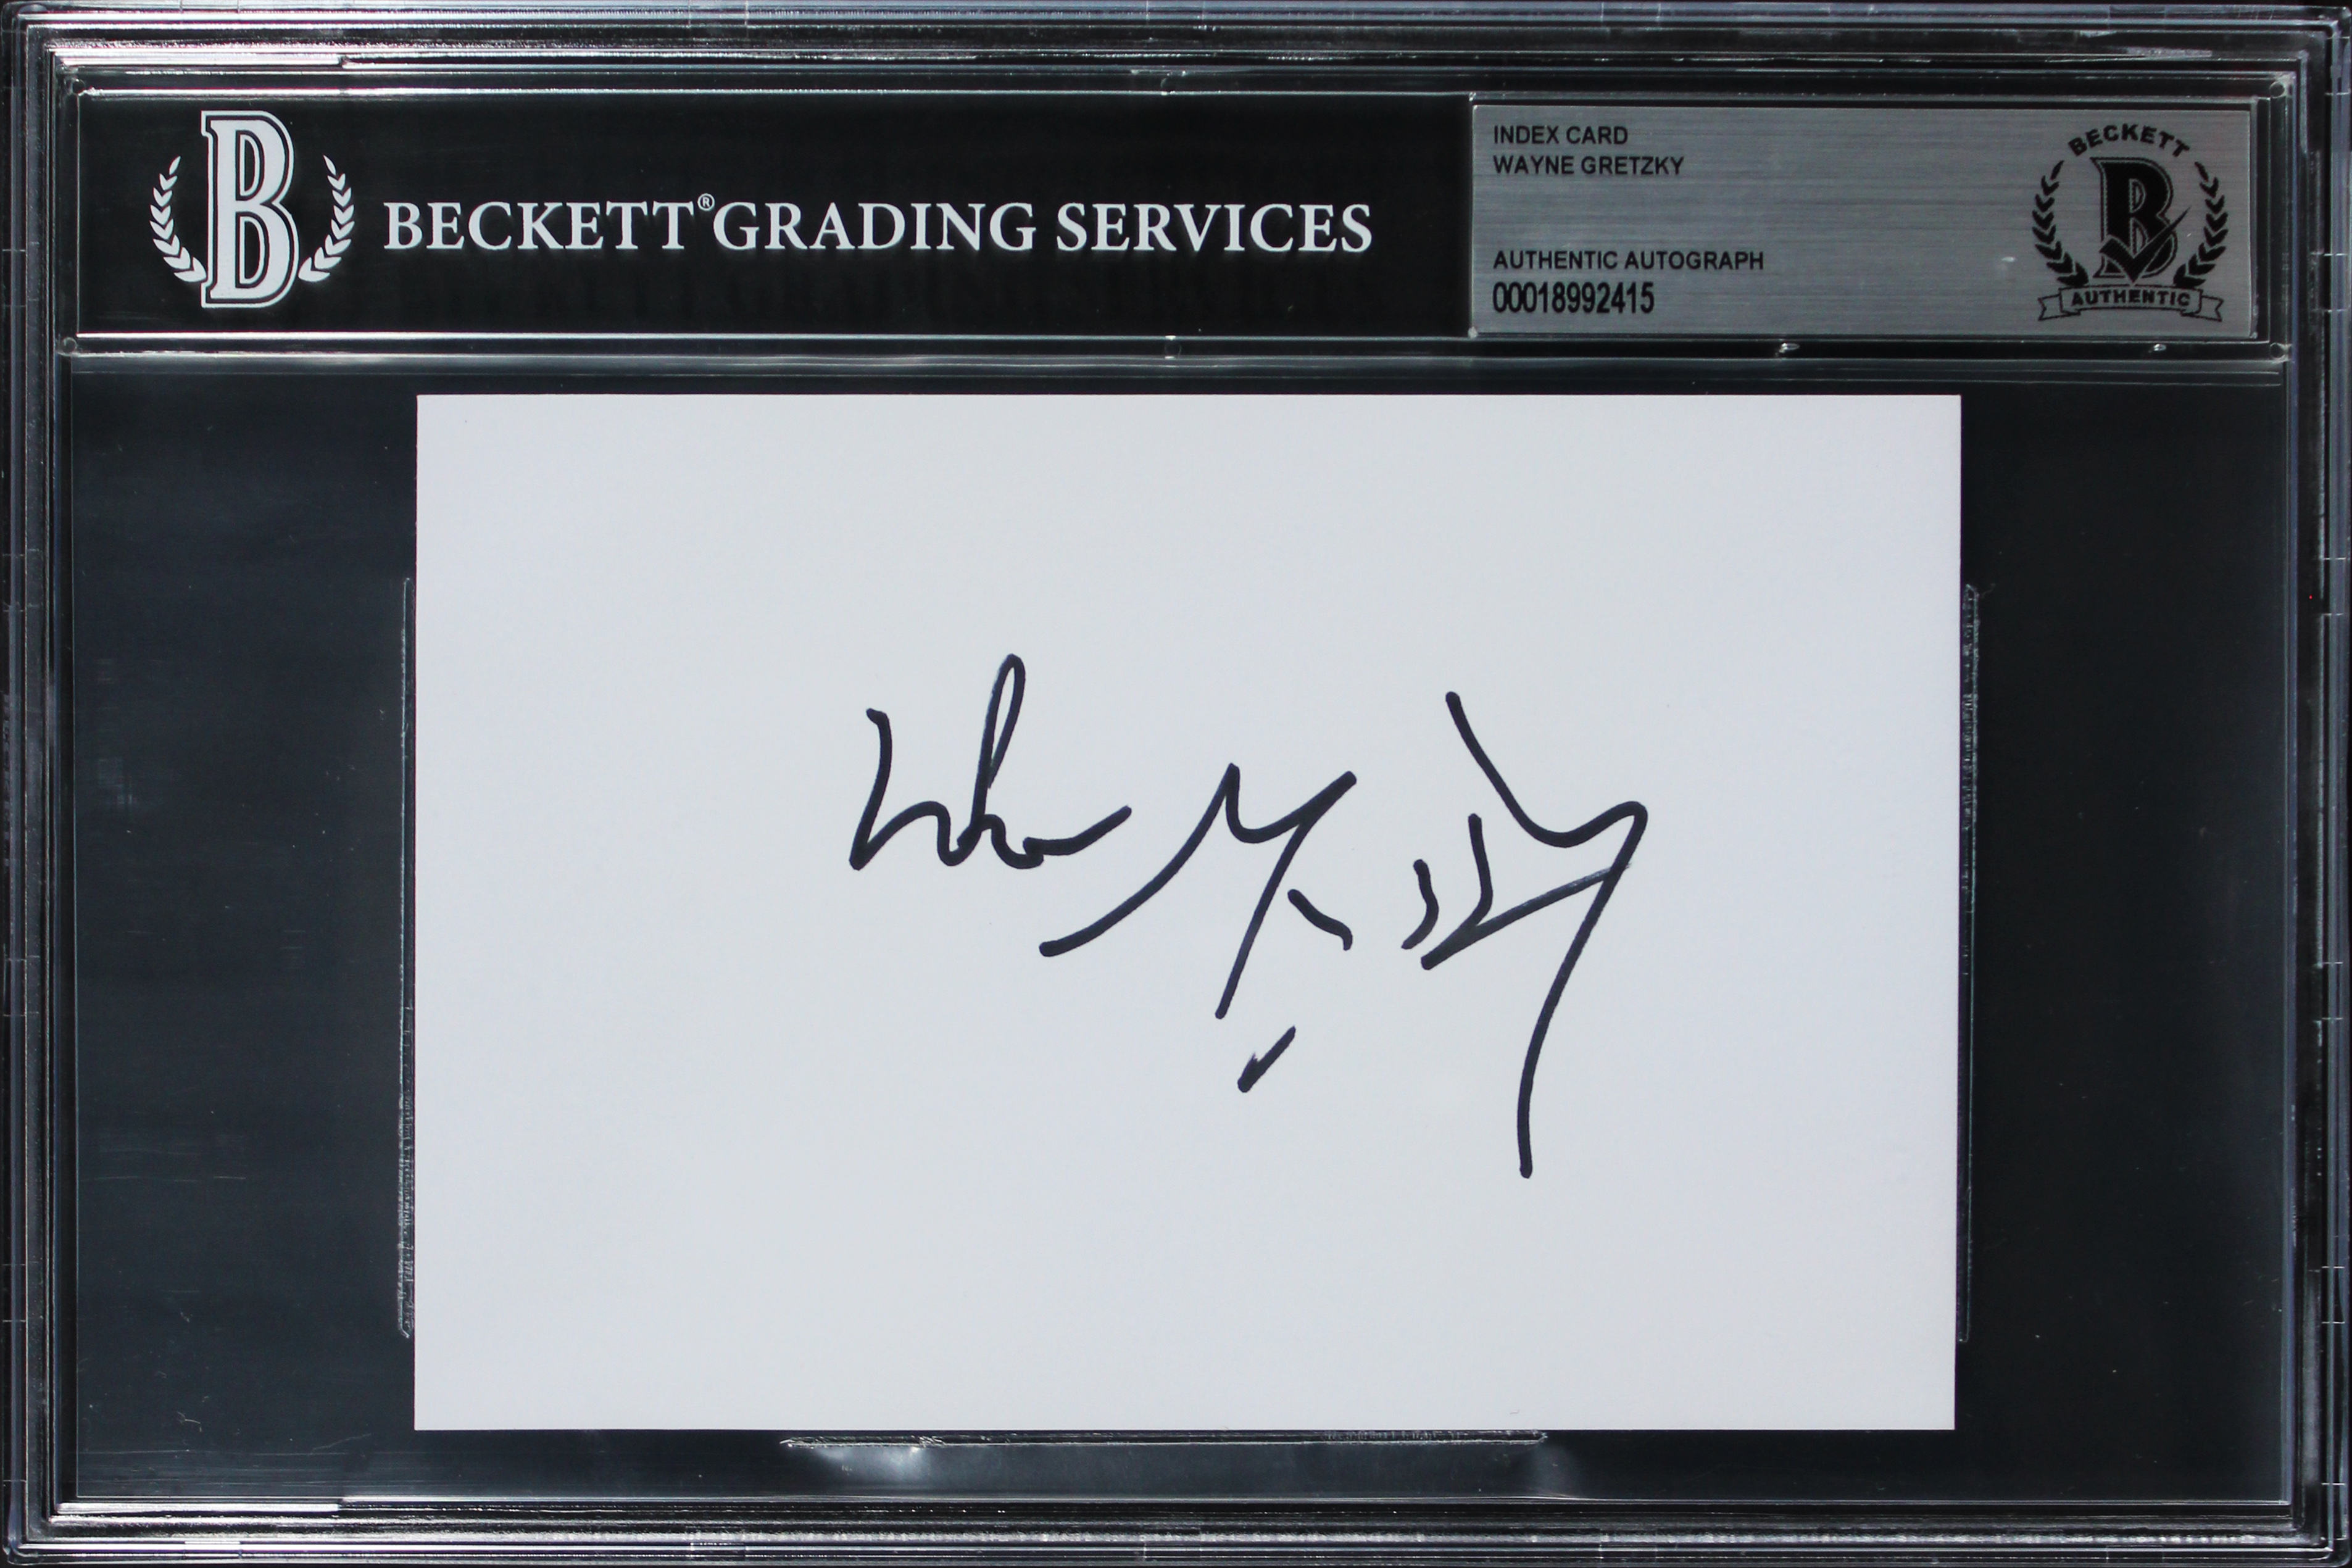 B BECKETT® GRADING SERVICES
INDEX CARD
WAYNE GRETZKY
AUTHENTIC AUTOGRAPH
00018992415
BECKETT
B
AUTHENTIC